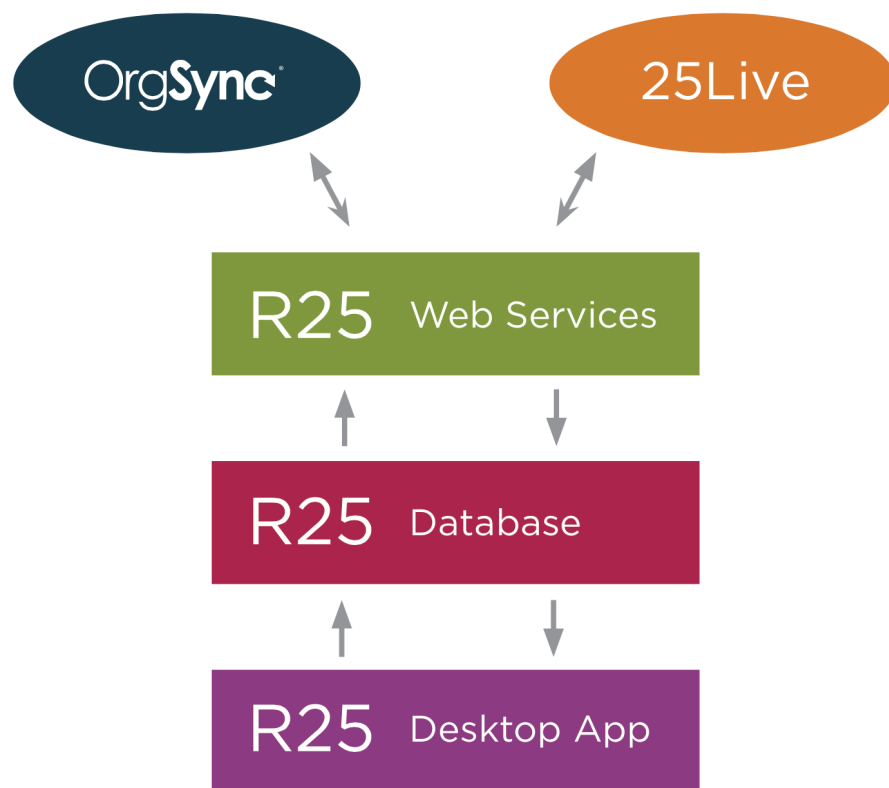 OrgSync®
25Live
R25 Web Services
R25 Database
R25 Desktop App